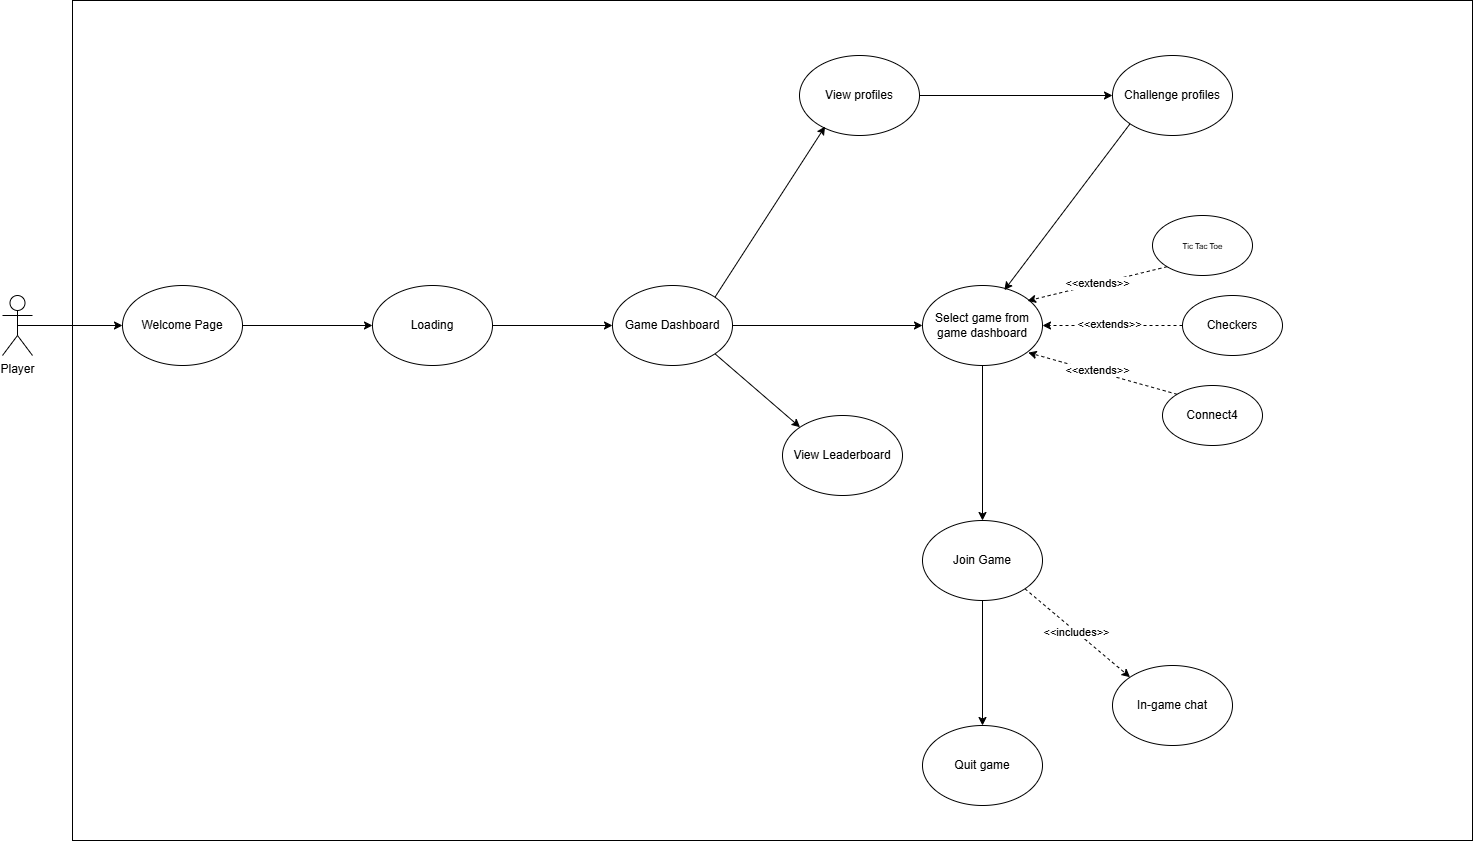 View profiles
Challenge profiles
Tic Tac Toe
<<extends>>
Player
Welcome Page
Loading
Game Dashboard
Select game from
game dashboard
<<extends>>
Checkers
<<extends>>
Connect4
View Leaderboard
Join Game
<<includes>>
In-game chat
Quit game